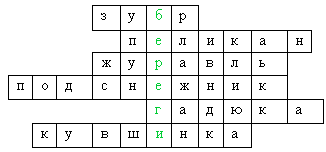 зубр
пеликан
журавль
подснежник
гадюка
кувшинка